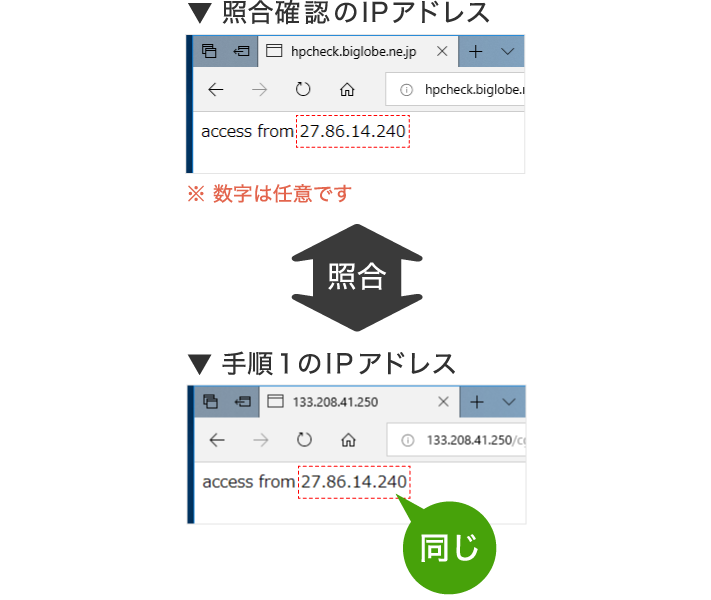 ▼ 照合確認のIPアドレス
hpcheck.biglobe.ne.jp
hpcheck.biglobe.
access from 27.86.14.240
※ 数字は任意です
照合
▼ 手順1のIPアドレス
133.208.41.250
133.208.41.250/c
access from 27.86.14.240
同じ